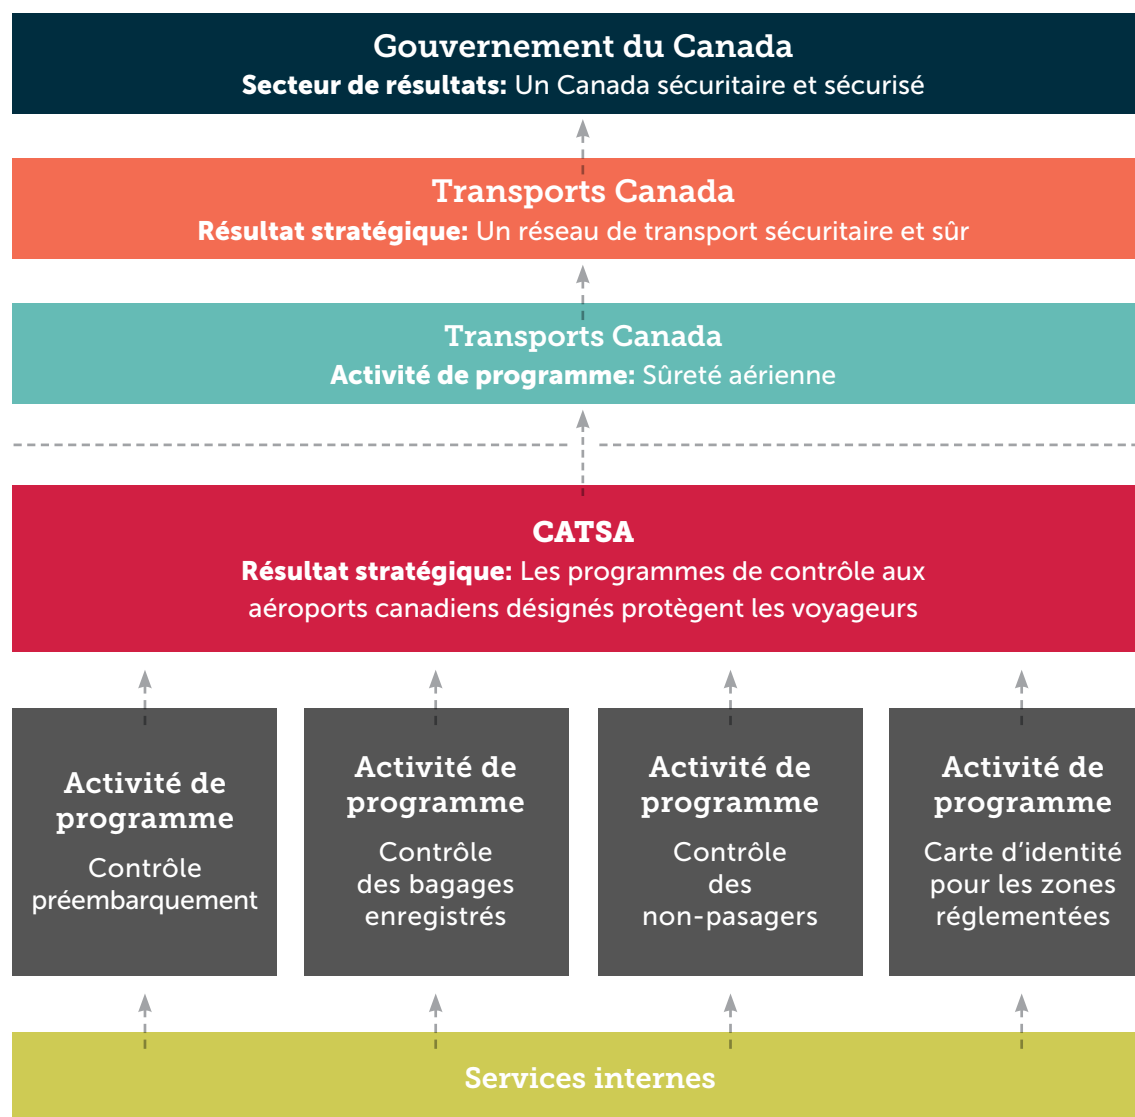 Gouvernement du Canada
Secteur de résultats: Un Canada sécuritaire et sécurisé
Transports Canada
Résultat stratégique: Un réseau de transport sécuritaire et sûr
Transports Canada
Activité de programme: Sûreté aérienne
CATSA
Résultat stratégique: Les programmes de contrôle aux
aéroports canadiens désignés protègent les voyageurs
Activité de
programme
Contrôle
préembarquement
Activité de
programme
Contrôle
des bagages
enregistrés
Activité de
programme
Contrôle
des
non-pasagers
Activité de
programme
Carte d’identité
pour les zones
réglementées
Services internes